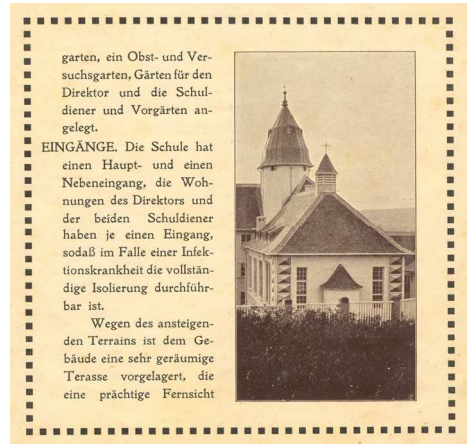 garten, ein Obst- und Ver-
suchsgarten, Gärten für den
Direktor und die Schul-
diener und Vorgärten an-
gelegt.
EINGÄNGE. Die Schule hat
einen Haupt- und einen
Nebeneingang, die Woh-
nungen des Direktors und
der beiden Schuldiener
haben je einen Eingang,
sodaß im Falle einer Infek-
tionskrankheit die vollstän-
dige Isolierung durchführ-
bar ist.
Wegen des ansteigen-
den Terrains ist dem Ge-
bäude eine sehr geräumige
Terasse vorgelagert, die
eine prächtige Fernsicht